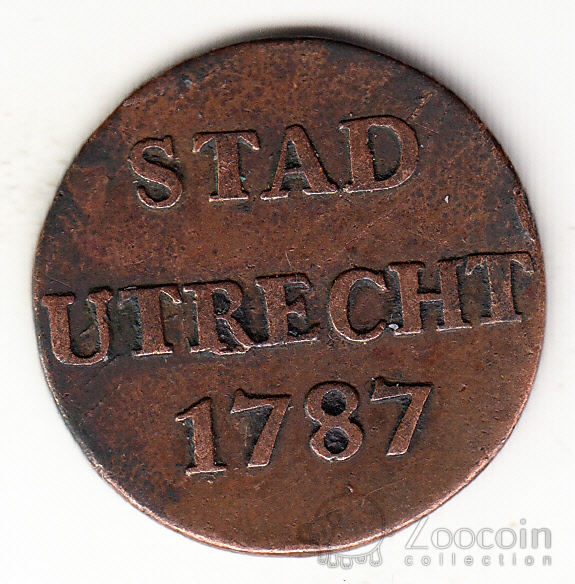 STAD
UTRECHT
1787
Zoocoin
collection